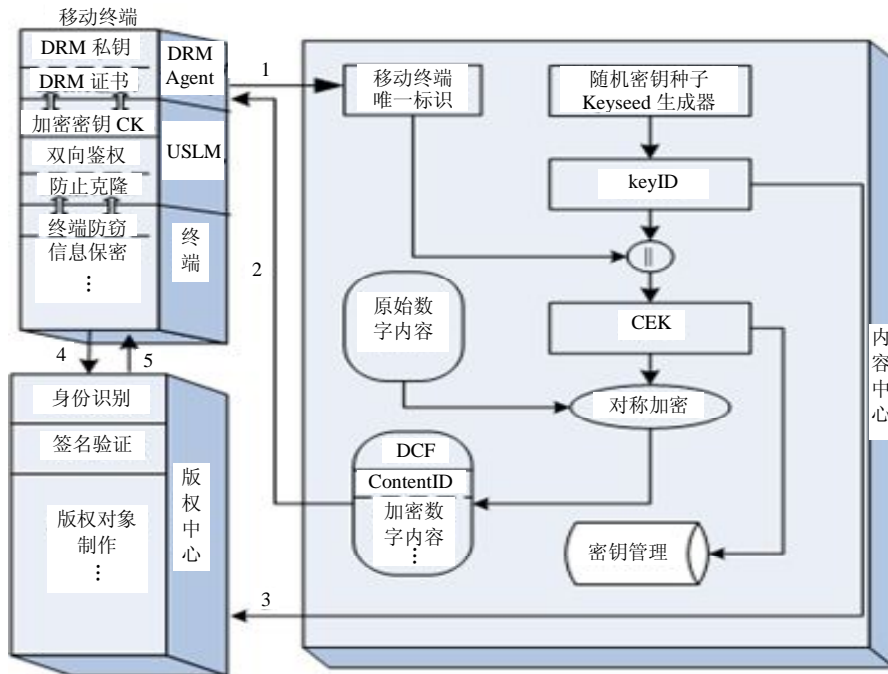 移动终端
DRM 私钥
DRM 证书
DRM
Agent
加密密钥 CK
双向鉴权
防止克隆
USLM
终端防窃
信息保密
⋮
终
端
1
2
3
4
5
移动终端
唯一标识
随机密钥种子
Keyseed 生成器
keyID
||
CEK
原始数
字内容
对称加密
DCF
ContentID
加密数
字内容
⋮
密钥管理
内
容
中
心
身份识别
签名验证
版权对象
制作
⋮
版
权
中
心